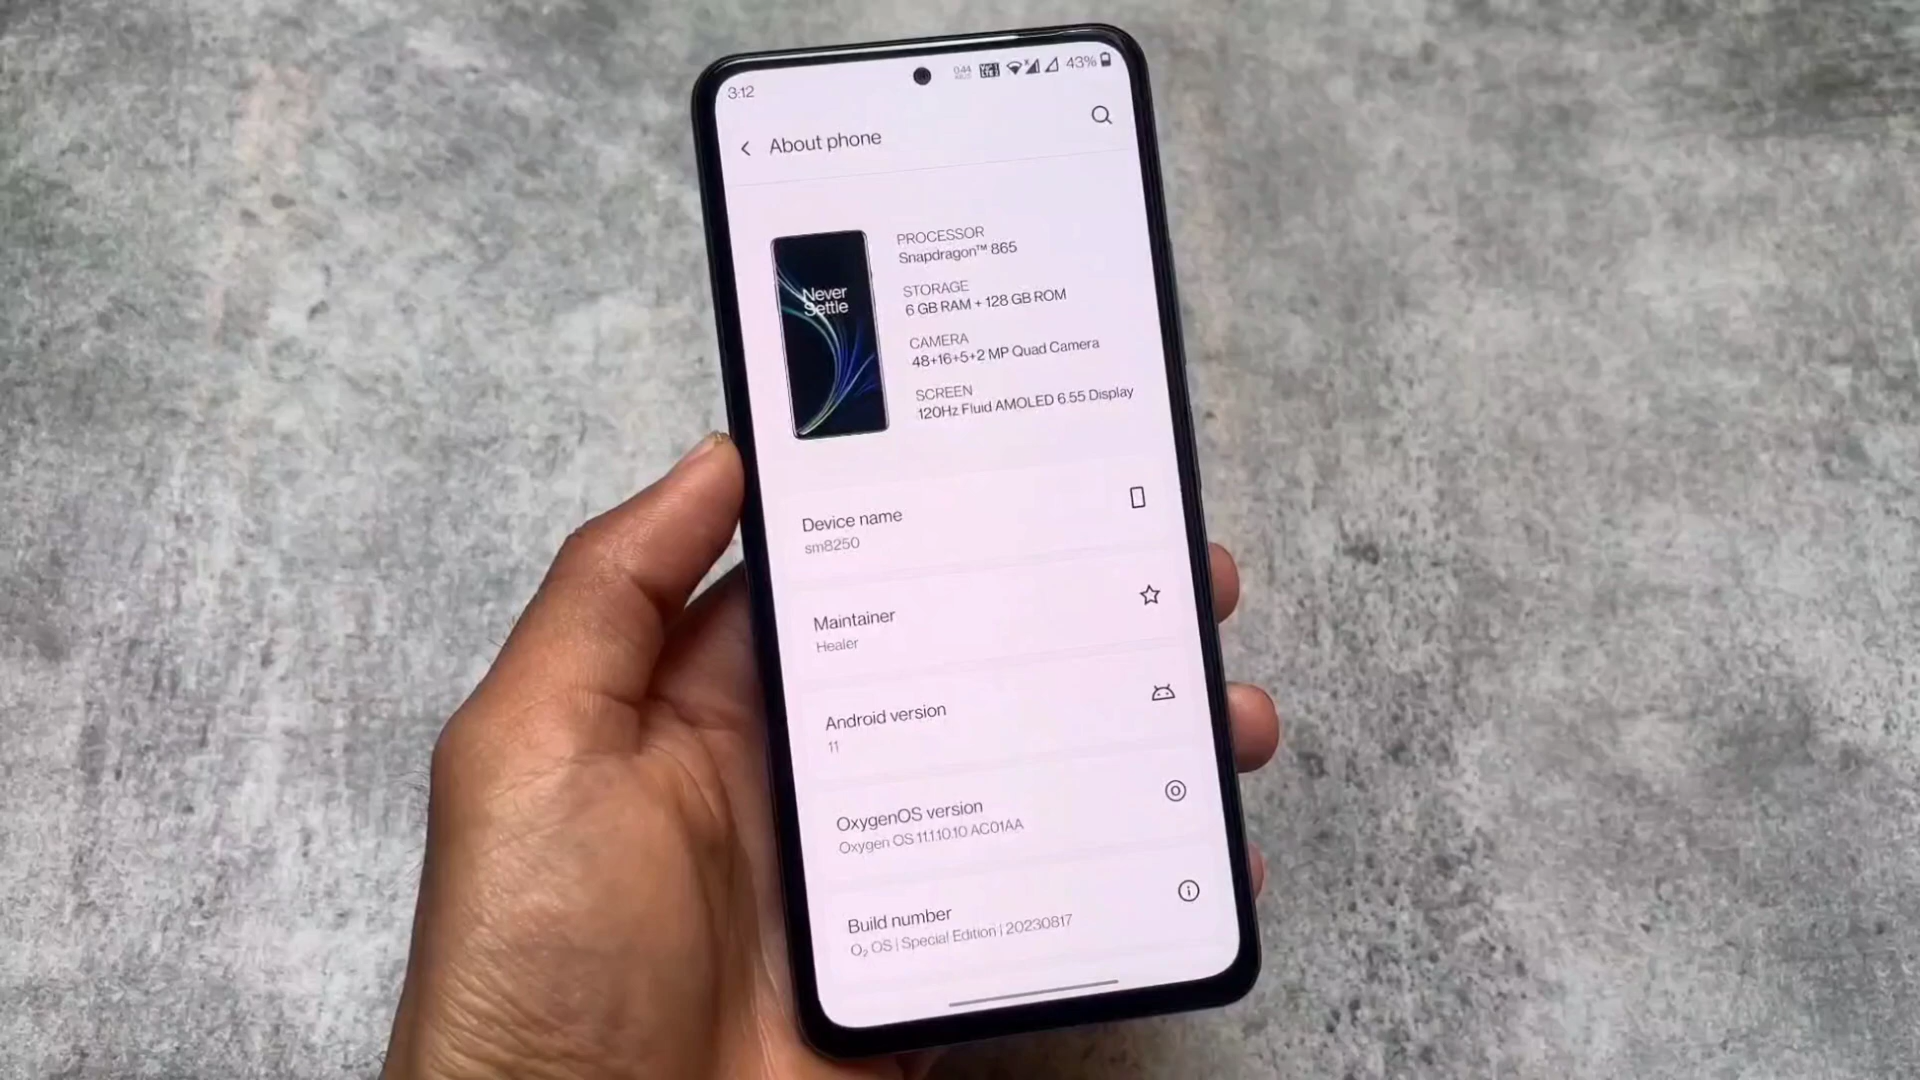 3:12
43%
About phone
Never
Settle
PROCESSOR
Snapdragon™ 865
STORAGE
6 GB RAM + 128 GB ROM
CAMERA
48+16+5+2 MP Quad Camera
SCREEN
120Hz Fluid AMOLED 6.55 Display
Device name
sm8250
Maintainer
Healer
Android version
11
OxygenOS version
Oxygen OS 11.1.10.10 AC01AA
Build number
O₂ OS | Special Edition | 20230817